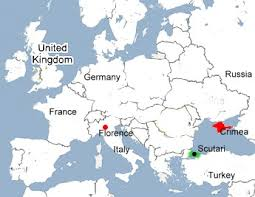 United
Kingdom
Germany
Russia
France
Florence
Crimea
Italy
Scutari
Turkey